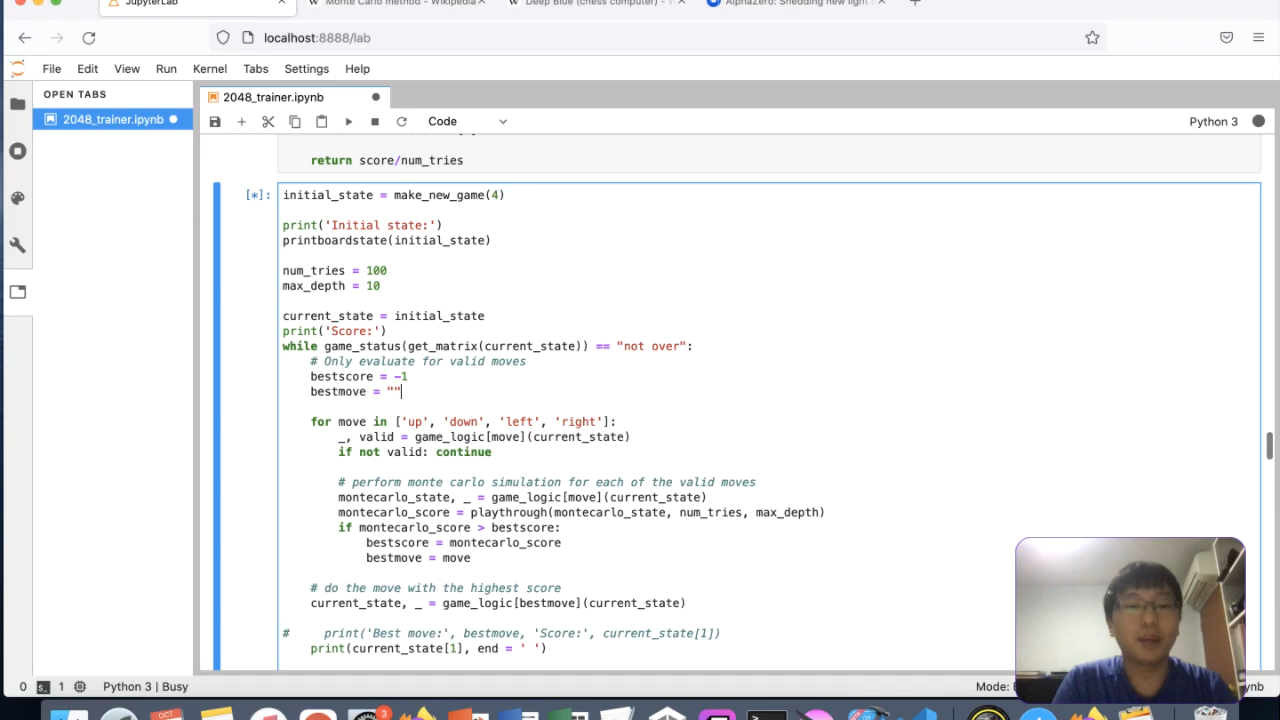 JupyterLab
Monte Carlo method - Wikipedia
Deep Blue (chess computer) -
AlphaZero: Shedding new light
localhost:8888/lab
File Edit View Run Kernel Tabs Settings Help
OPEN TABS
2048_trainer.ipynb
2048_trainer.ipynb
Code
Python 3
return score/num_tries
[*]:
initial_state = make_new_game(4)
print('Initial state:')
printboardstate(initial_state)
num_tries = 100
max_depth = 10
current_state = initial_state
print('Score:')
while game_status(get_matrix(current_state)) == "not over":
# Only evaluate for valid moves
bestscore = -1
bestmove = ""
for move in ['up', 'down', 'left', 'right']:
_, valid = game_logic[move](current_state)
if not valid: continue
# perform monte carlo simulation for each of the valid moves
montecarlo_state, _ = game_logic[move](current_state)
montecarlo_score = playthrough(montecarlo_state, num_tries, max_depth)
if montecarlo_score > bestscore:
bestscore = montecarlo_score
bestmove = move
# do the move with the highest score
current_state, _ = game_logic[bestmove](current_state)
# print('Best move:', bestmove, 'Score:', current_state[1])
print(current_state[1], end = ' ')
0 1 Python 3 | Busy
Mode:
nb
OCT
3